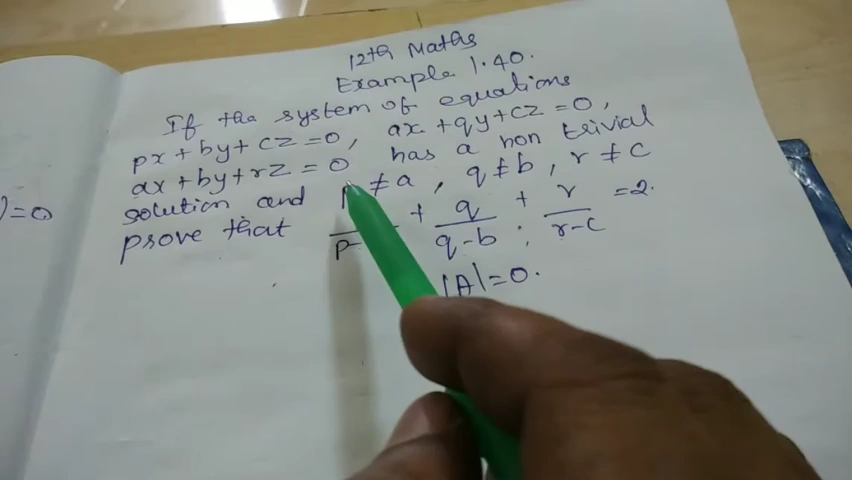 12th Maths
Example 1.40.
If the system of equations
px + by + cz = 0, ax + qy + cz = 0,
ax + by + rz = 0 has a non trivial
solution and p ≠ a, q ≠ b, r ≠ c
prove that p- + q/q-b + r/r-c = 2.
|A| = 0.
) = 0